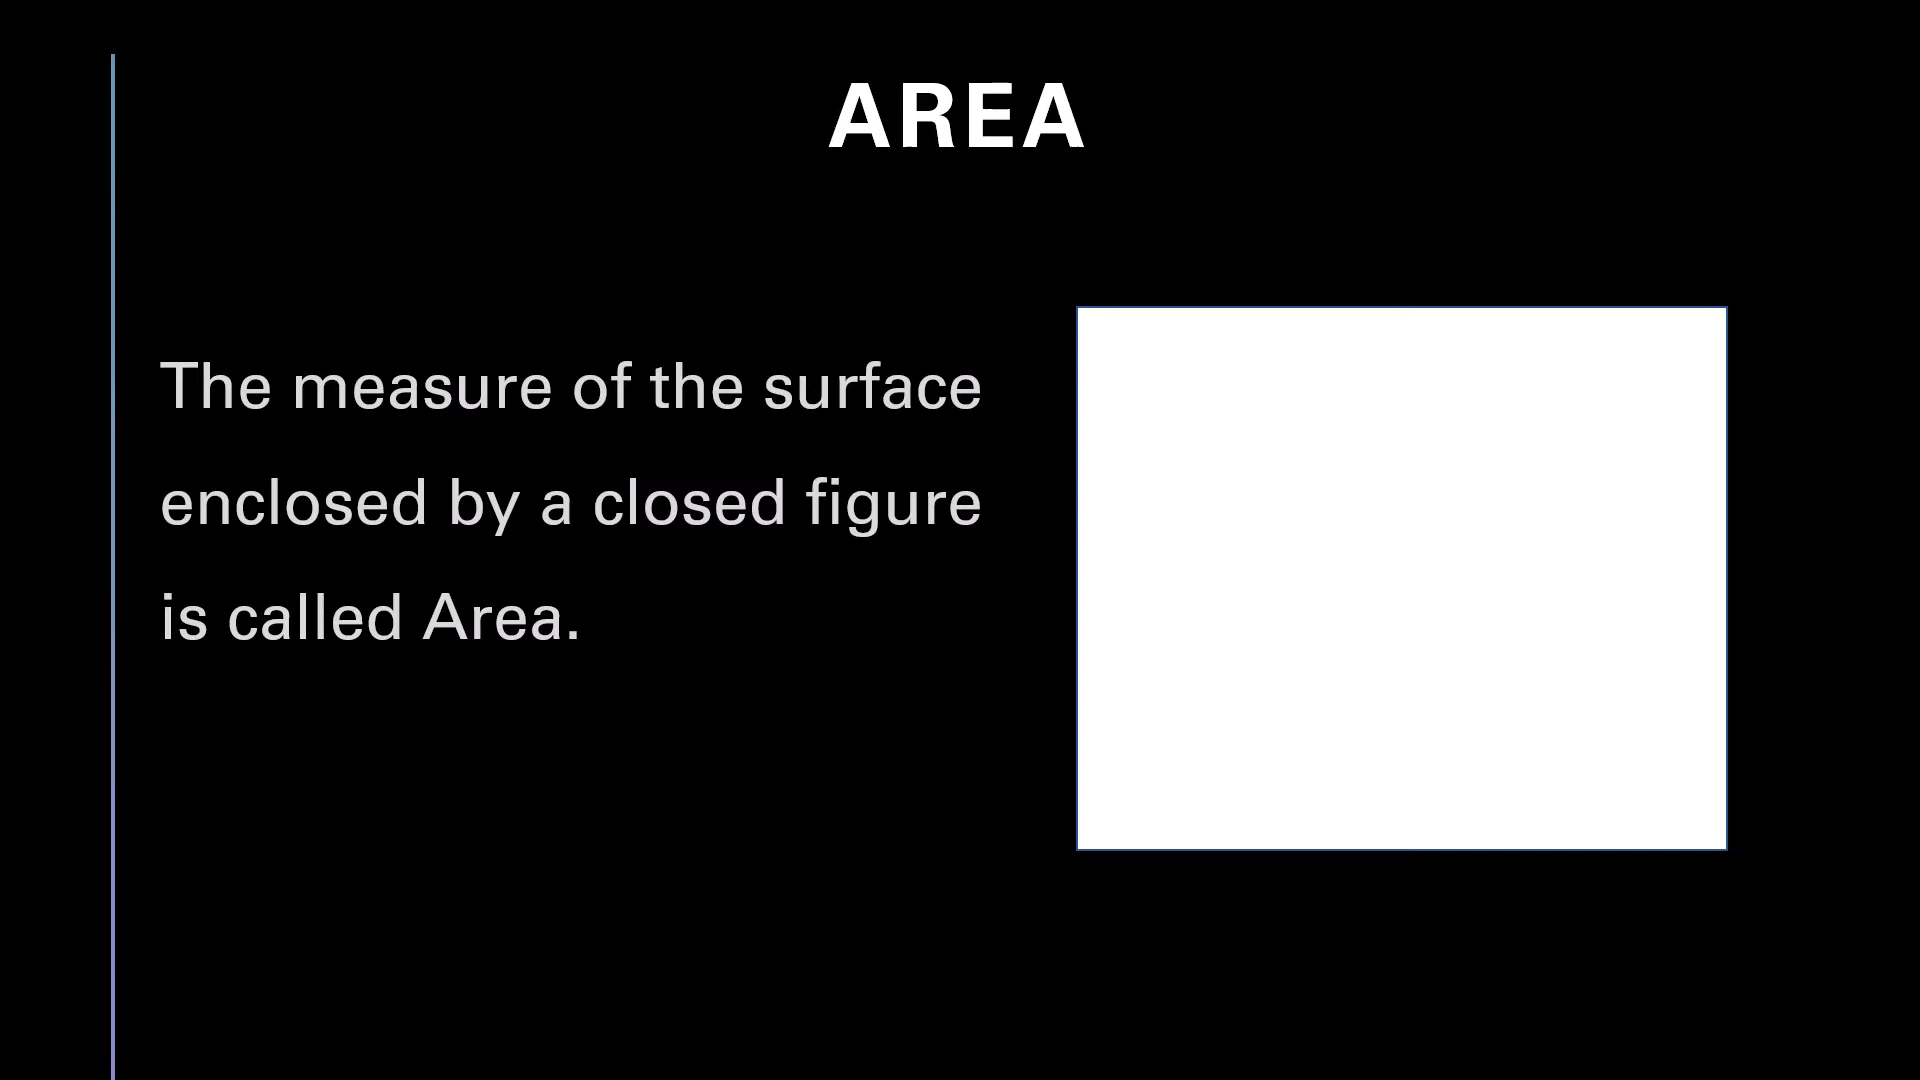 AREA
The measure of the surface
enclosed by a closed figure
is called Area.